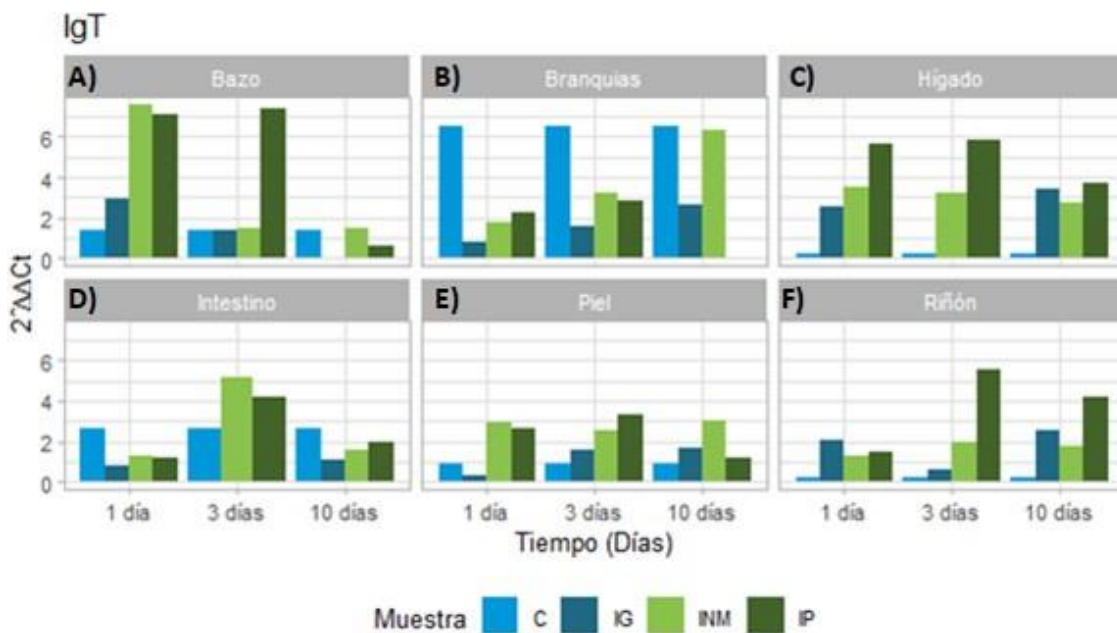 IgT
A) Bazo
B) Branquias
C) Hígado
6
4
2
0
D) Intestino
E) Piel
F) Riñón
6
4
2
0
2^ΔΔCt
1 día 3 días 10 días 1 día 3 días 10 días 1 día 3 días 10 días
Tiempo (Días)
Muestra C IG INM IP